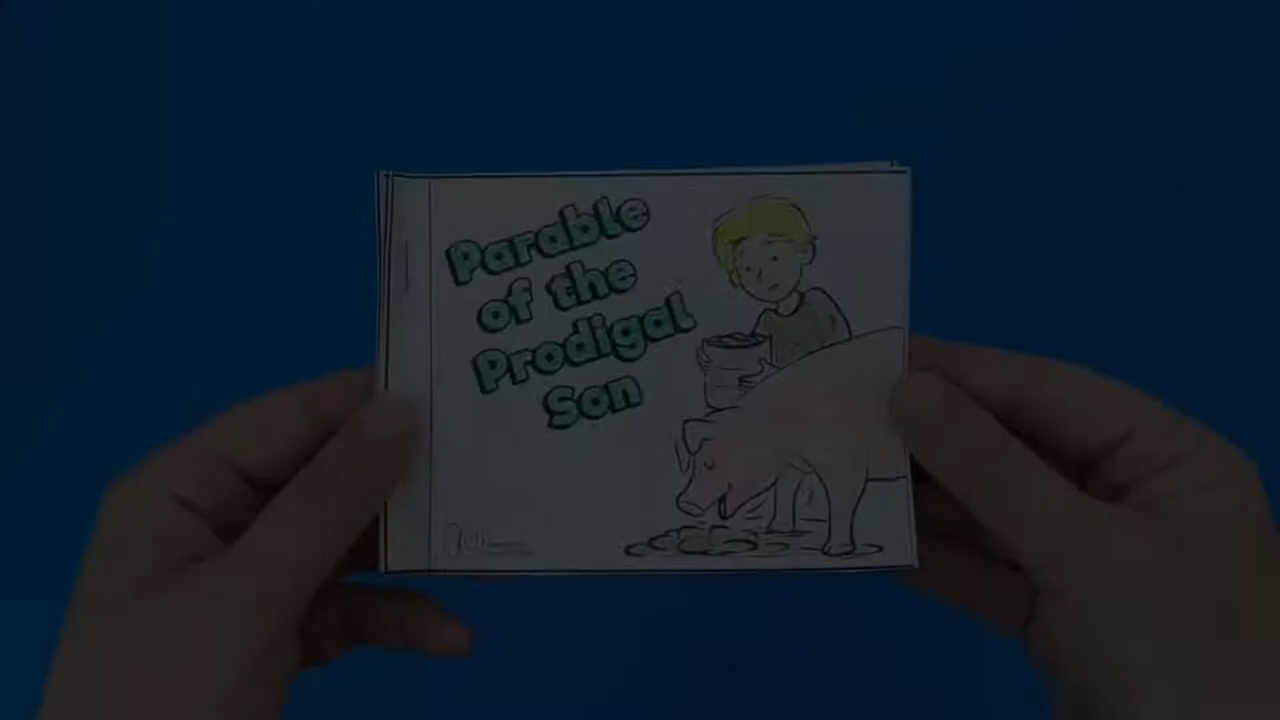 Parable
of the
Prodigal
Son